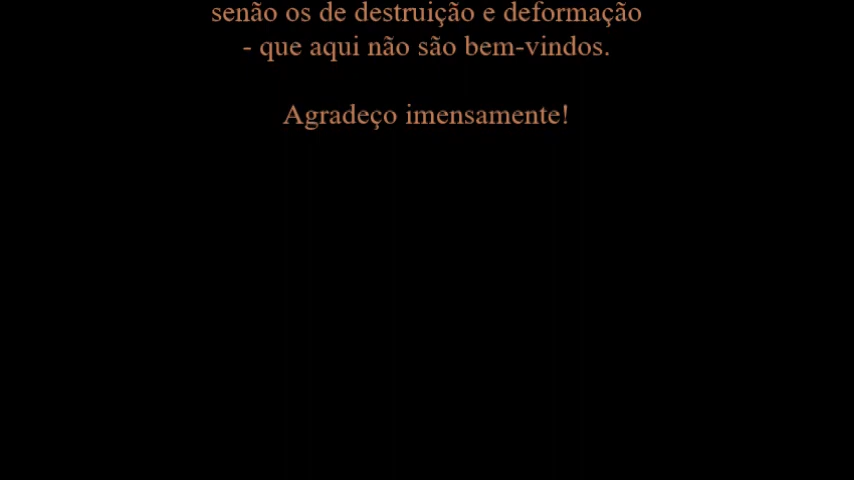 senão os de destruição e deformação
- que aqui não são bem-vindos.
Agradeço imensamente!